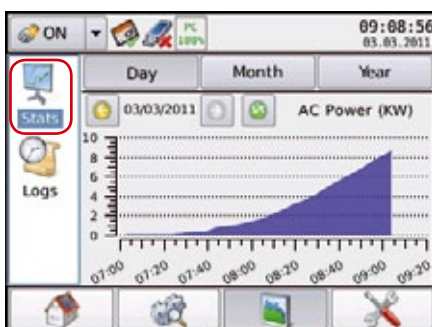 ON
PC
100%
09:08:56
03.03.2011
Stats
Logs
Day Month Year
03/03/2011 AC Power (KW)
10
8
6
4
2
0
07:00 07:20 07:40 08:00 08:20 08:40 09:00 09:20